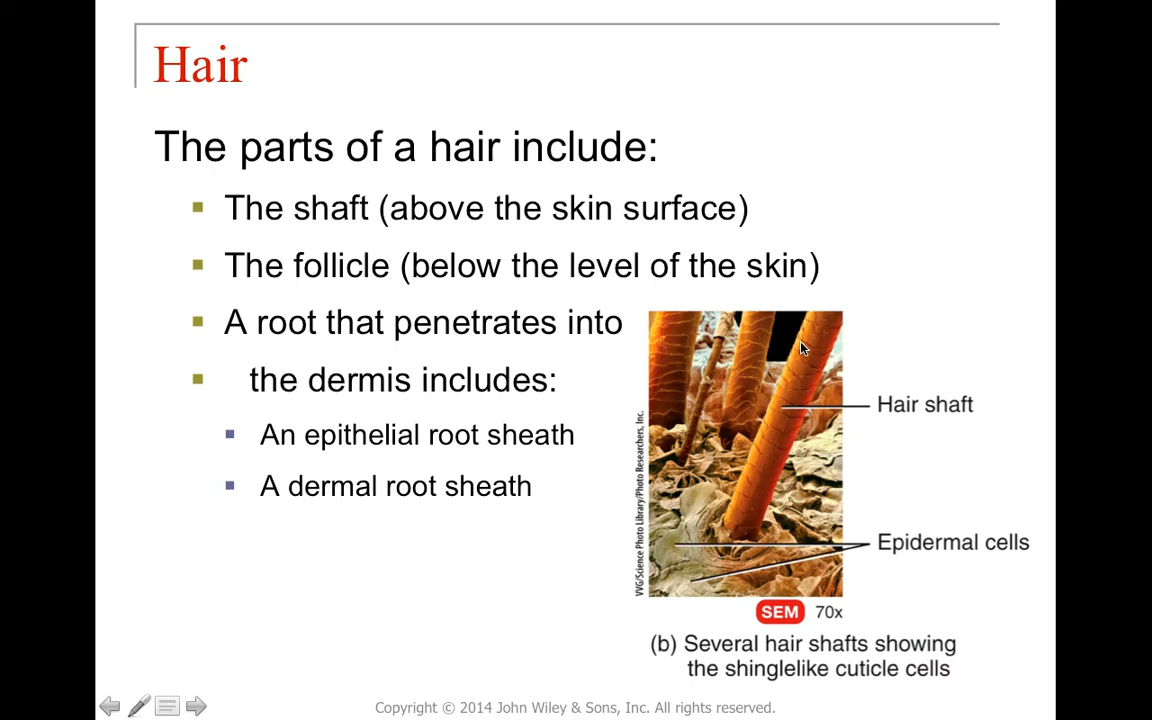 Hair
The parts of a hair include:
The shaft (above the skin surface)
The follicle (below the level of the skin)
A root that penetrates into
the dermis includes:
An epithelial root sheath
A dermal root sheath
VVG/Science Photo Library/Photo Researchers, Inc.
Hair shaft
Epidermal cells
SEM 70x
(b) Several hair shafts showing
the shinglelike cuticle cells
Copyright © 2014 John Wiley & Sons, Inc. All rights reserved.